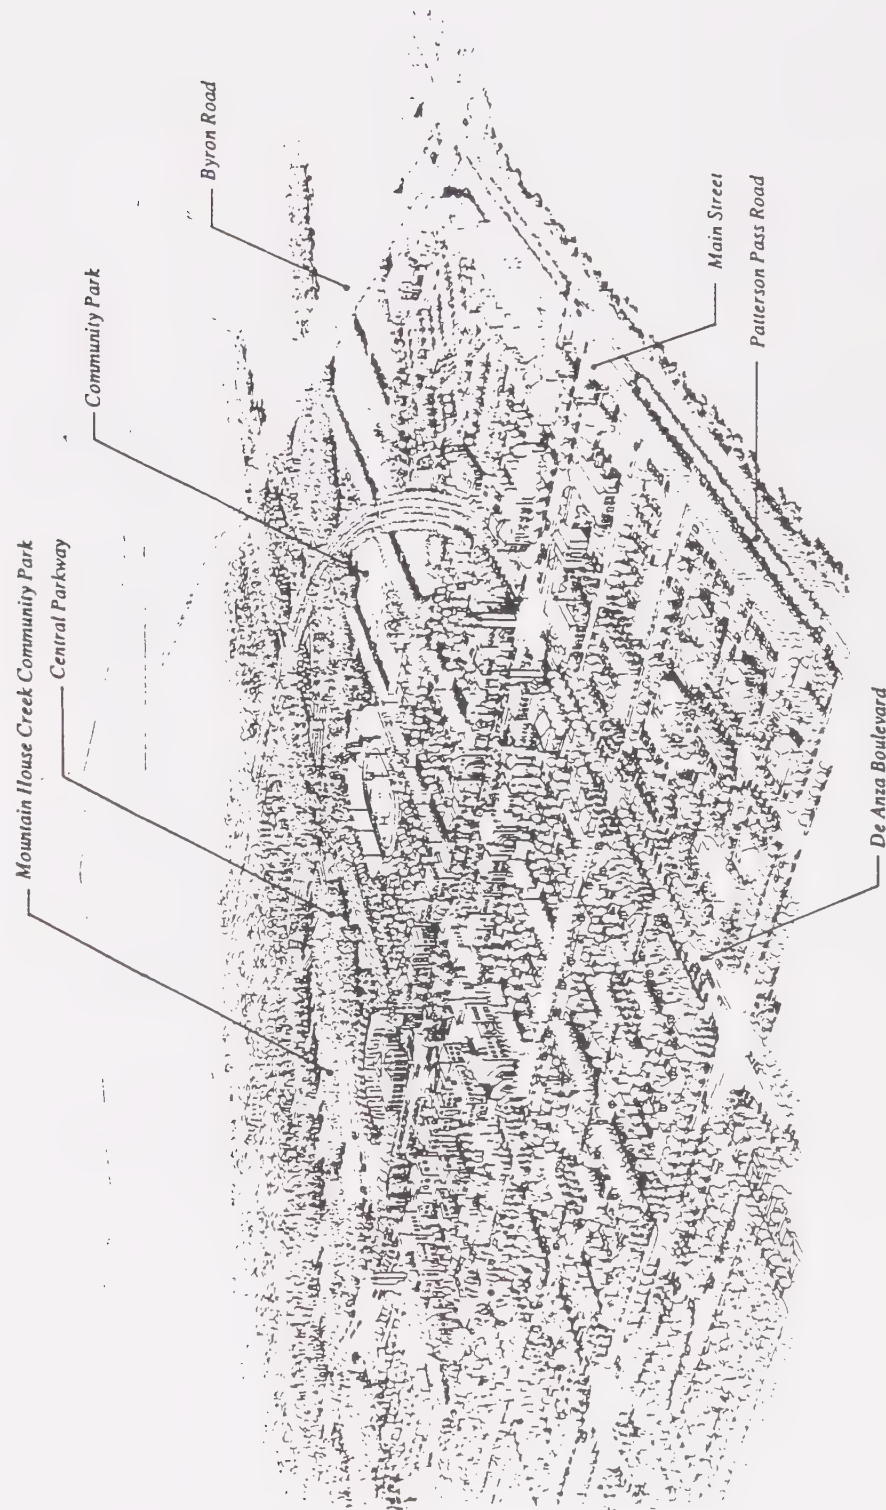 Mountain House Creek Community Park
Central Parkway
Community Park
Byron Road
Main Street
Patterson Pass Road
De Anza Boulevard